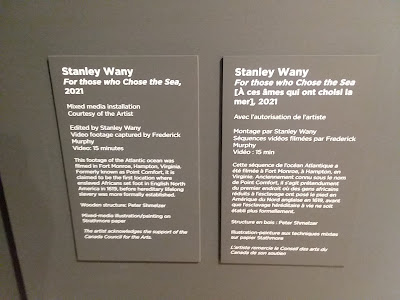 Stanley Wany
For those who Chose the Sea,
2021
Mixed media installation
Courtesy of the Artist
Edited by Stanley Wany
Video footage captured by Frederick
Murphy
Video: 15 minutes
This footage of the Atlantic ocean was
filmed in Fort Monroe, Hampton, Virginia.
Formerly known as Point Comfort, it is
claimed to be the first location where
enslaved Africans set foot in English North
America in 1619, before hereditary lifelong
slavery was more formally established.
Wooden structure: Peter Shmelzer
Mixed-media illustration/painting on
Strathmore paper
The artist acknowledges the support of the
Canada Council for the Arts.
Stanley Wany
For those who Chose the Sea
[À ces âmes qui ont choisi la
mer], 2021
Avec l'autorisation de l'artiste
Montage par Stanley Wany
Séquences vidéos filmées par Frederick
Murphy
Vidéo : 15 min
Cette séquence de l'océan Atlantique a
été filmée à Fort Monroe, à Hampton, en
Virginie. Anciennement connu sous le nom
de Point Comfort, il s'agit prétendument
du premier endroit où des gens africains
réduits à l'esclavage ont posé le pied en
Amérique du Nord anglaise en 1619, avant
que l'esclavage héréditaire à vie ne soit
établi plus formellement.
Structure en bois : Peter Shmelzer
Illustration-peinture aux techniques mixtes
sur papier Stathmore
L'artiste remercie le Conseil des arts du
Canada de son soutien